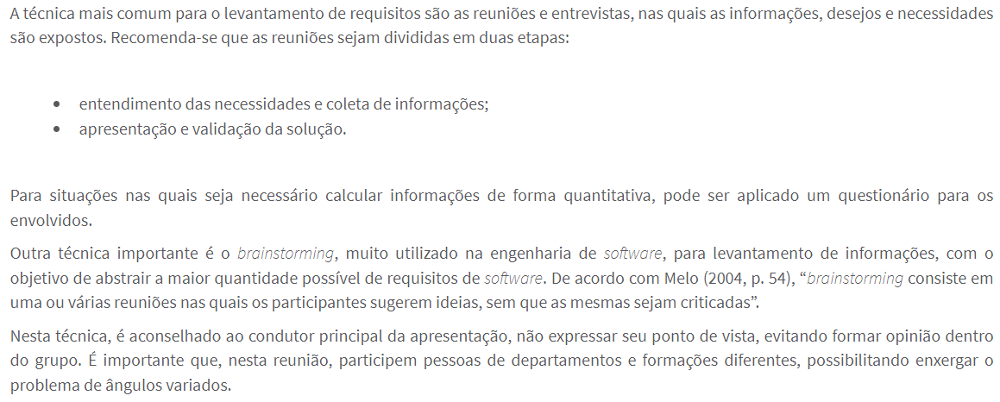 A técnica mais comum para o levantamento de requisitos são as reuniões e entrevistas, nas quais as informações, desejos e necessidades
são expostos. Recomenda-se que as reuniões sejam divididas em duas etapas:
• entendimento das necessidades e coleta de informações;
• apresentação e validação da solução.
Para situações nas quais seja necessário calcular informações de forma quantitativa, pode ser aplicado um questionário para os
envolvidos.
Outra técnica importante é o brainstorming, muito utilizado na engenharia de software, para levantamento de informações, com o
objetivo de abstrair a maior quantidade possível de requisitos de software. De acordo com Melo (2004, p. 54), “brainstorming consiste em
uma ou várias reuniões nas quais os participantes sugerem ideias, sem que as mesmas sejam criticadas”.
Nesta técnica, é aconselhado ao condutor principal da apresentação, não expressar seu ponto de vista, evitando formar opinião dentro
do grupo. É importante que, nesta reunião, participem pessoas de departamentos e formações diferentes, possibilitando enxergar o
problema de ângulos variados.